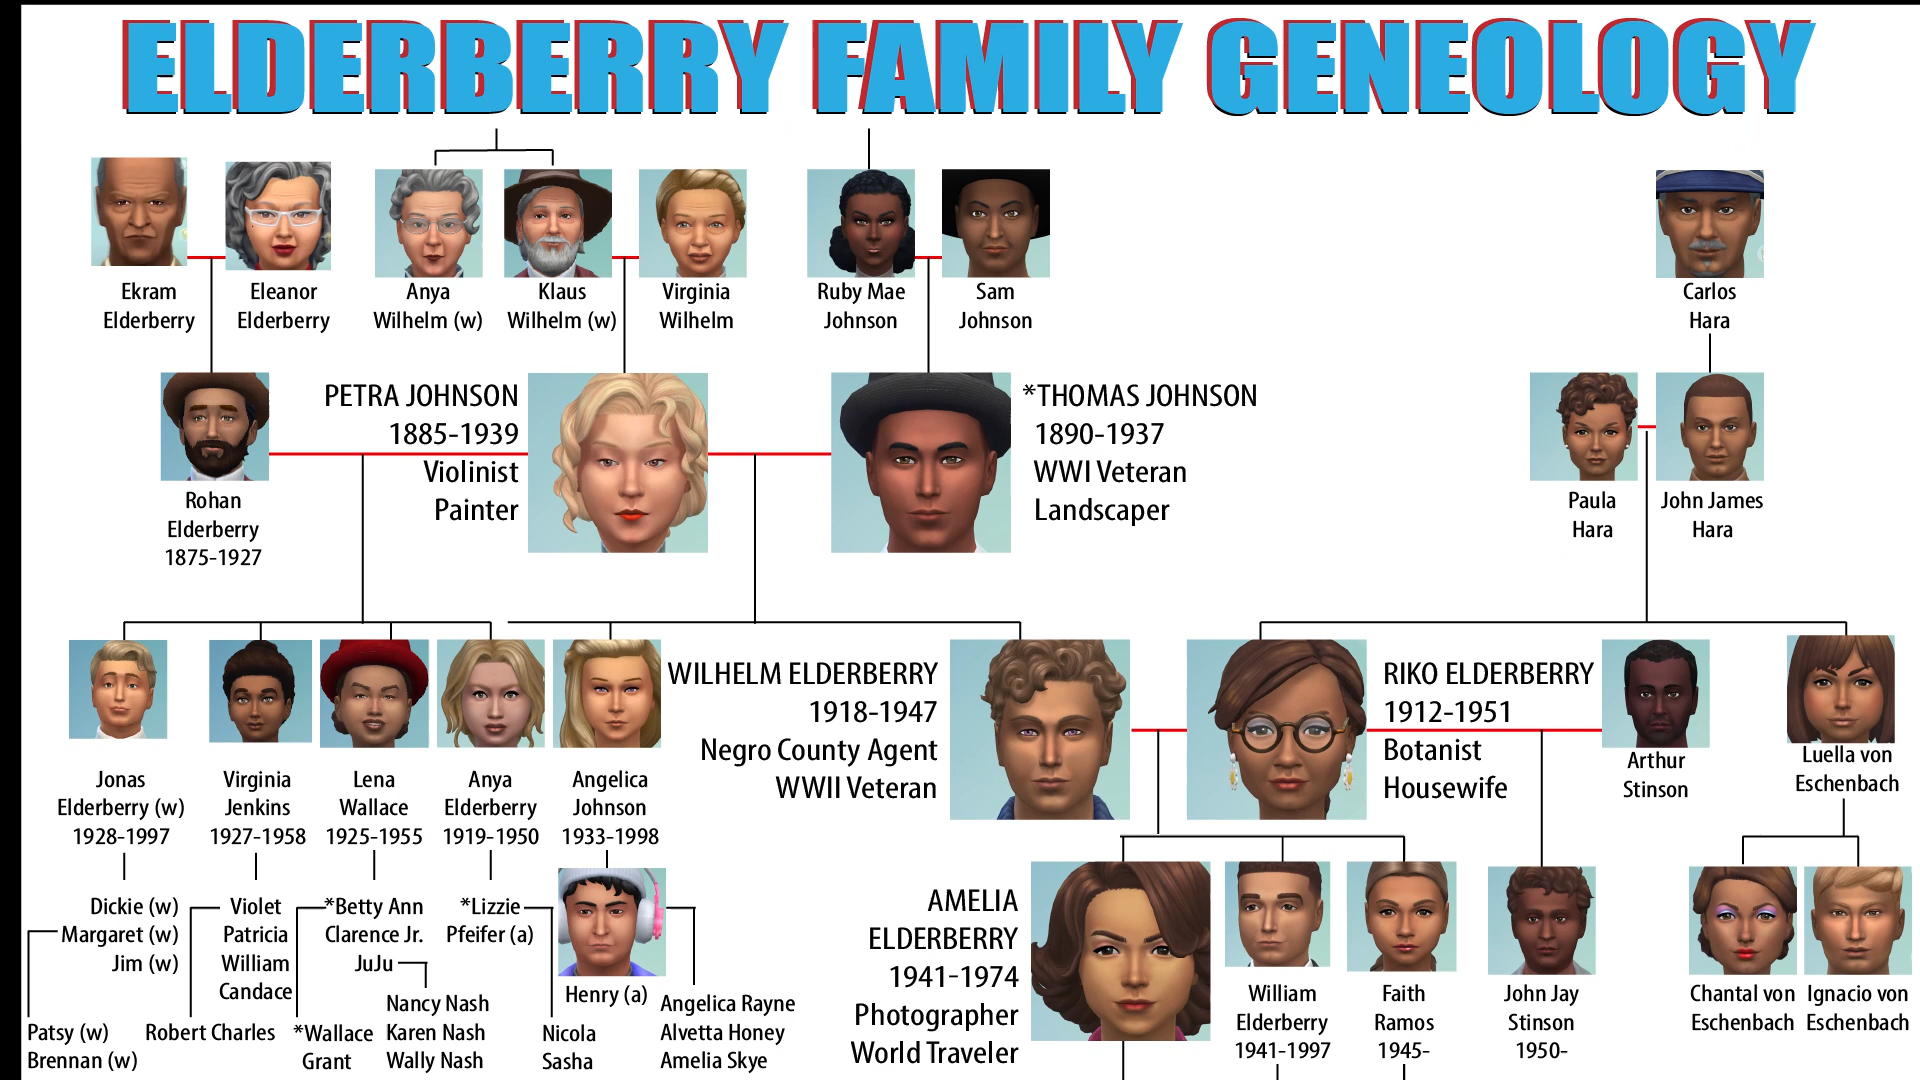 ELDERBERRY FAMILY GENEOLOGY
Ekram
Elderberry
Eleanor
Elderberry
Anya
Wilhelm (w)
Klaus
Wilhelm (w)
Virginia
Wilhelm
Ruby Mae
Johnson
Sam
Johnson
Carlos
Hara
Rohan
Elderberry
1875-1927
PETRA JOHNSON
1885-1939
Violinist
Painter
*THOMAS JOHNSON
1890-1937
WWI Veteran
Landscaper
Paula
Hara
John James
Hara
Jonas
Elderberry (w)
1928-1997
Virginia
Jenkins
1927-1958
Lena
Wallace
1925-1955
Anya
Elderberry
1919-1950
Angelica
Johnson
1933-1998
WILHELM ELDERBERRY
1918-1947
Negro County Agent
WWII Veteran
RIKO ELDERBERRY
1912-1951
Botanist
Housewife
Arthur
Stinson
Luella von
Eschenbach
Dickie (w)
Margaret (w)
Jim (w)
Patsy (w)
Brennan (w)
Violet
Patricia
William
Candace
Robert Charles
*Betty Ann
Clarence Jr.
JuJu
*Wallace
Grant
Nancy Nash
Karen Nash
Wally Nash
*Lizzie
Pfeifer (a)
Nicola
Sasha
Henry (a)
Angelica Rayne
Alvetta Honey
Amelia Skye
AMELIA
ELDERBERRY
1941-1974
Photographer
World Traveler
William
Elderberry
1941-1997
Faith
Ramos
1945-
John Jay
Stinson
1950-
Chantal von
Eschenbach
Ignacio von
Eschenbach